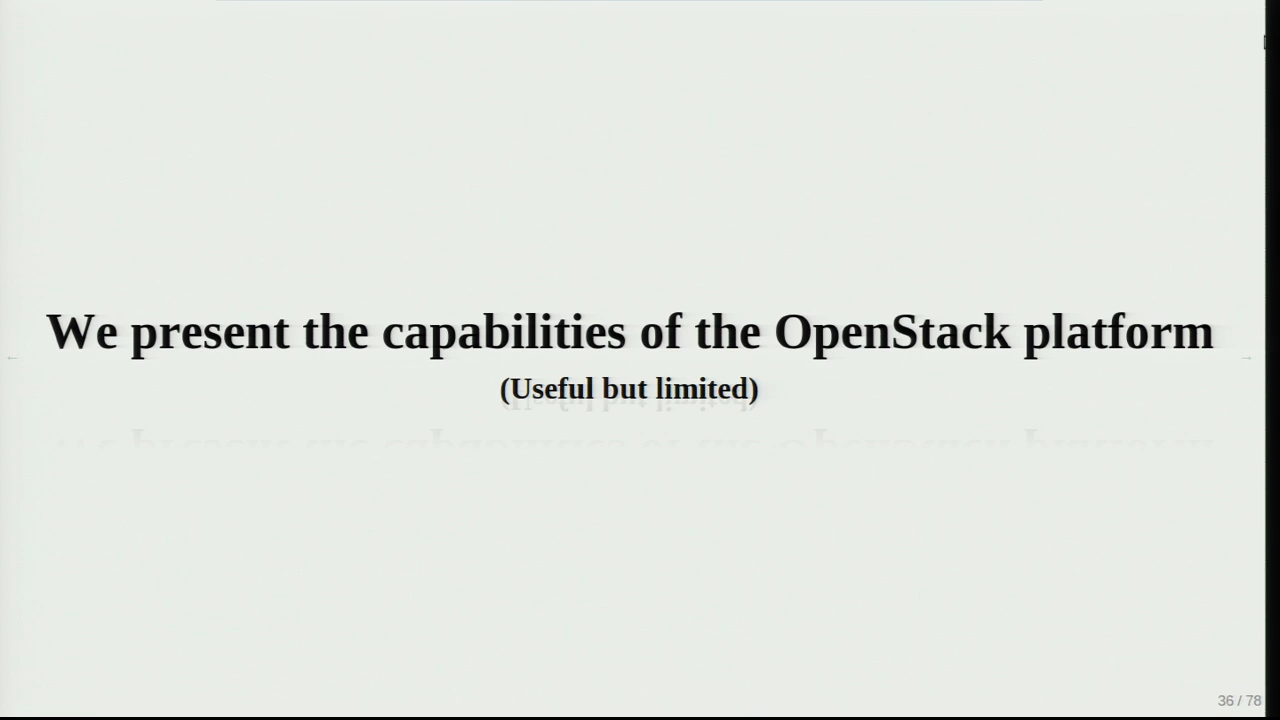 We present the capabilities of the OpenStack platform
(Useful but limited)
36 / 78